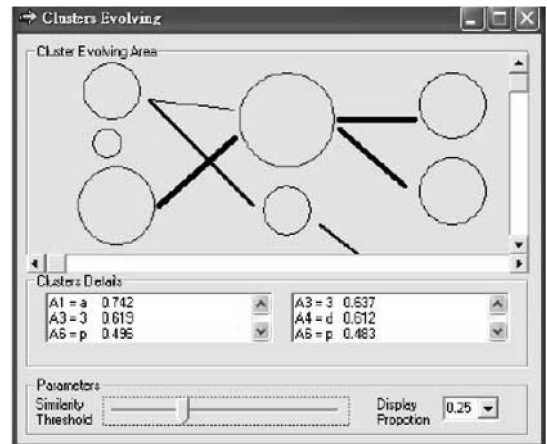 Clusters Evolving
Cluster Evolving Area
Clusters Details
A1 = a 0.742
A3 = 3 0.619
A6 = p 0.496
A3 = 3 0.637
A4 = d 0.612
A6 = p 0.483
Parameters
Similarity
Threshold
Display
Propotion
0.25